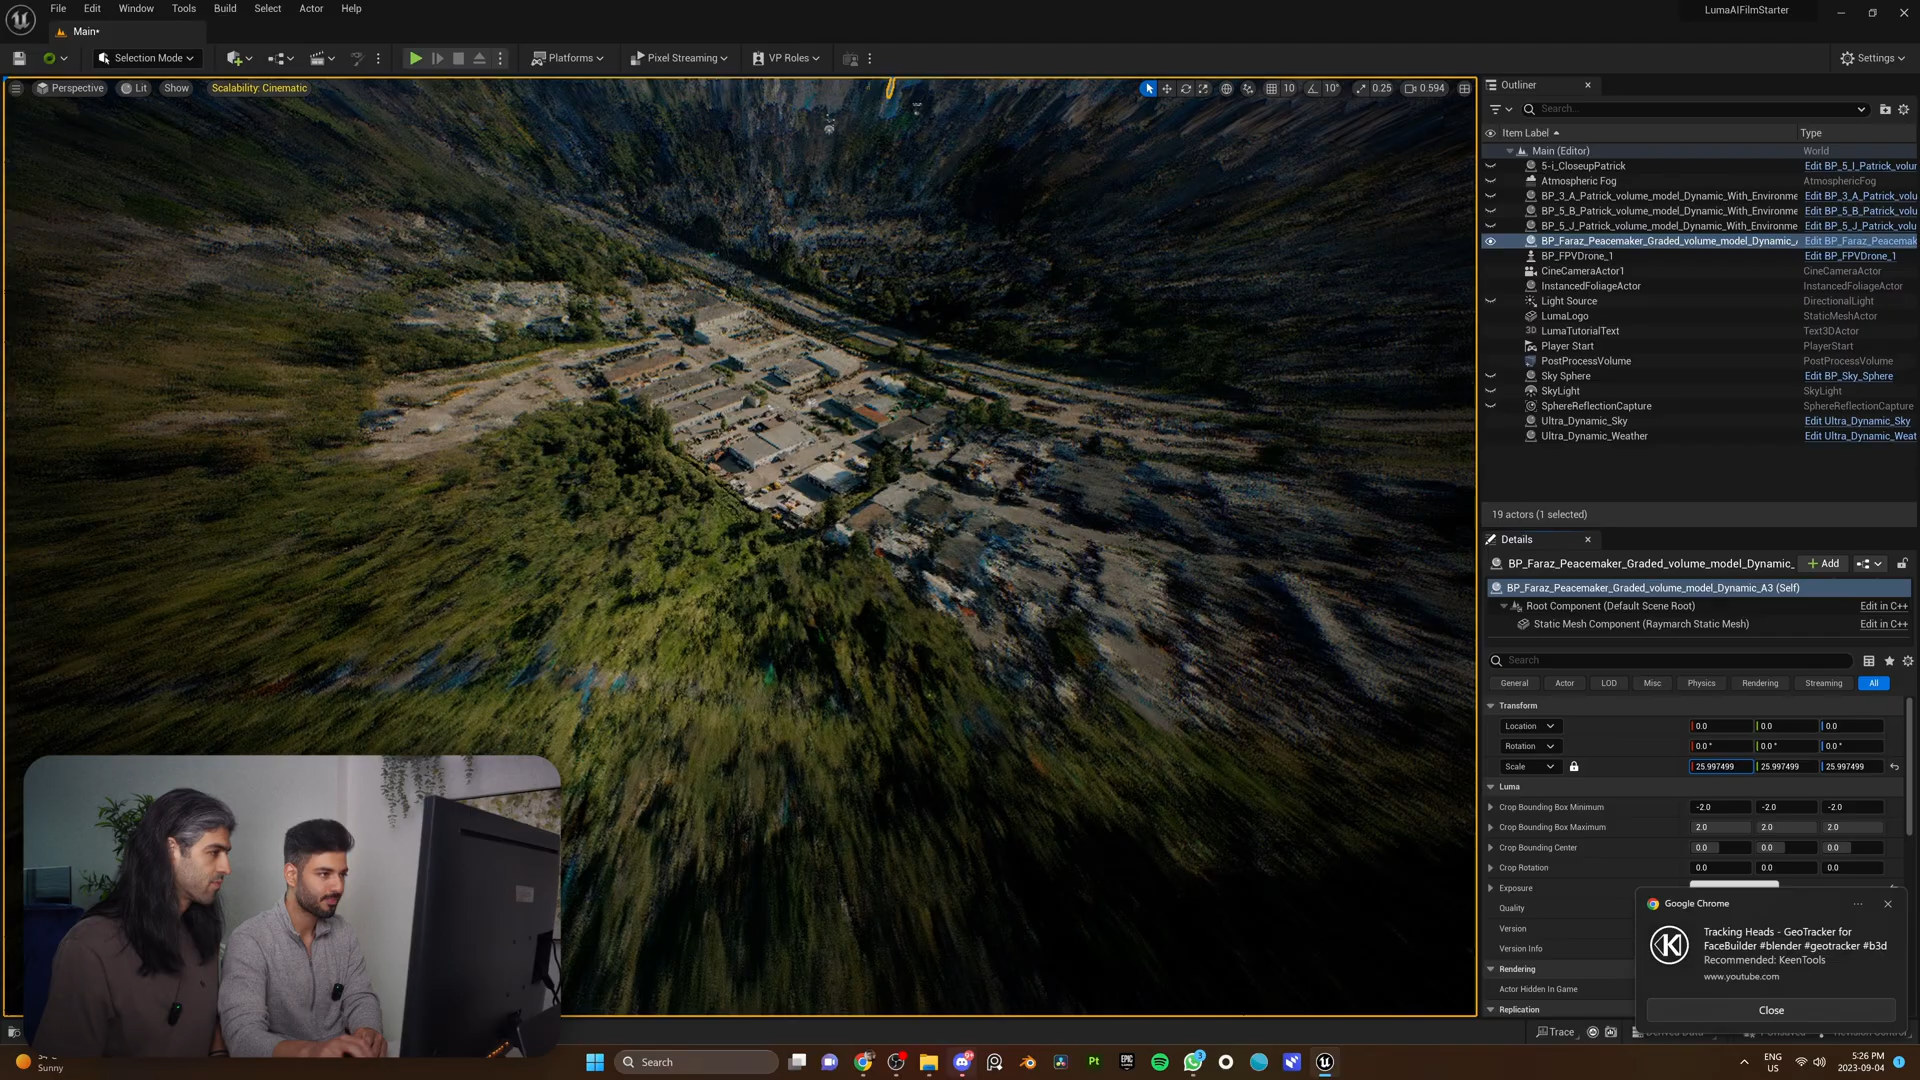 File Edit Window Tools Build Select Actor Help
LumaAIFilmStarter
Main*
Selection Mode
Platforms
Pixel Streaming
VP Roles
Settings
Perspective Lit Show Scalability: Cinematic
10 10° 0.25 0.594
Outliner
Search...
Item Label Type
Main (Editor) World
5-i_CloseupPatrick Edit BP_5_I_Patrick_volur
Atmospheric Fog AtmosphericFog
BP_3_A_Patrick_volume_model_Dynamic_With_Environme Edit BP_3_A_Patrick_volu
BP_5_B_Patrick_volume_model_Dynamic_With_Environme Edit BP_5_B_Patrick_volu
BP_5_J_Patrick_volume_model_Dynamic_With_Environme Edit BP_5_J_Patrick_volu
BP_Faraz_Peacemaker_Graded_volume_model_Dynamic_ Edit BP_Faraz_Peacemak
BP_FPVDrone_1 Edit BP_FPVDrone_1
CineCameraActor1 CineCameraActor
InstancedFoliageActor InstancedFoliageActor
Light Source DirectionalLight
LumaLogo StaticMeshActor
LumaTutorialText Text3DActor
Player Start PlayerStart
PostProcessVolume PostProcessVolume
Sky Sphere Edit BP_Sky_Sphere
SkyLight SkyLight
SphereReflectionCapture SphereReflectionCapture
Ultra_Dynamic_Sky Edit Ultra_Dynamic_Sky
Ultra_Dynamic_Weather Edit Ultra_Dynamic_Weat
19 actors (1 selected)
Details
BP_Faraz_Peacemaker_Graded_volume_model_Dynamic_ + Add
BP_Faraz_Peacemaker_Graded_volume_model_Dynamic_A3 (Self)
Root Component (Default Scene Root) Edit in C++
Static Mesh Component (Raymarch Static Mesh) Edit in C++
Search
General Actor LOD Misc Physics Rendering Streaming All
Transform
Location 0.0 0.0 0.0
Rotation 0.0° 0.0° 0.0°
Scale 25.997499 25.997499 25.997499
Luma
Crop Bounding Box Minimum -2.0 -2.0 -2.0
Crop Bounding Box Maximum 2.0 2.0 2.0
Crop Bounding Center 0.0 0.0 0.0
Crop Rotation 0.0 0.0 0.0
Exposure
Quality
Version
Version Info
Rendering
Actor Hidden In Game
Replication
Google Chrome
Tracking Heads - GeoTracker for
FaceBuilder #blender #geotracker #b3d
Recommended: KeenTools
www.youtube.com
Close
Trace
Sunny
Search
Pt
EPIC GAMES
3
ENG
US
5:26 PM
2023-09-04
1